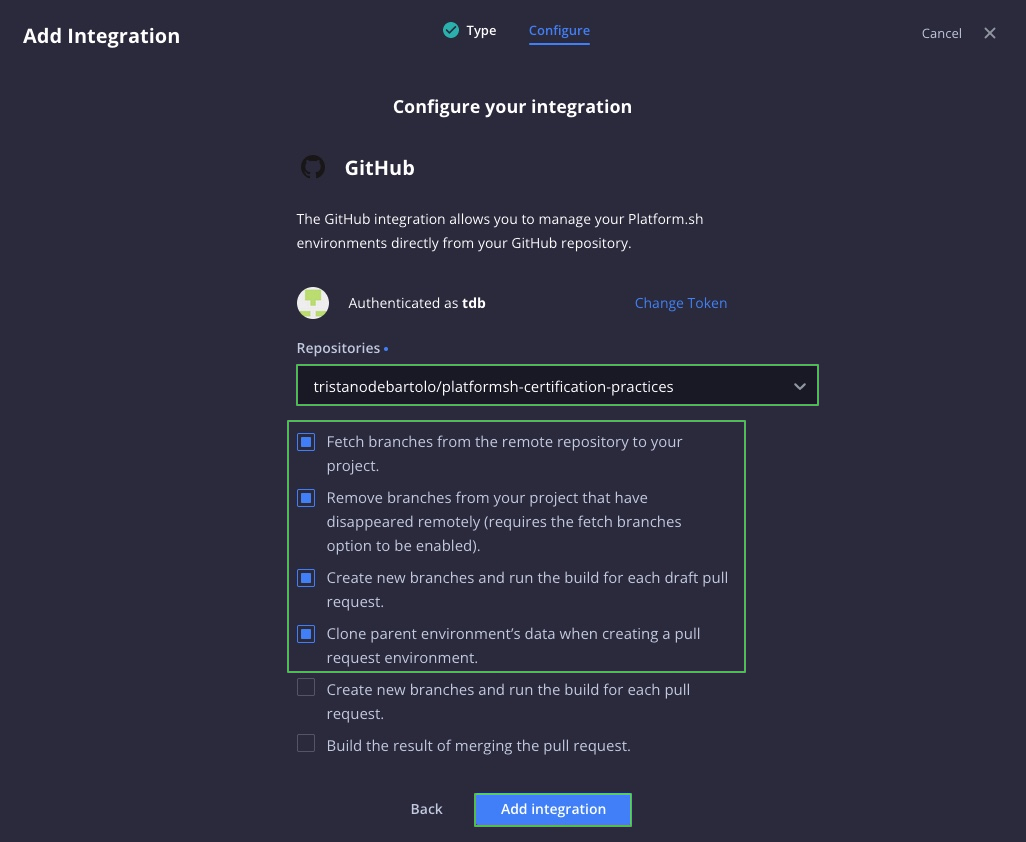 Add Integration
Type
Configure
Cancel
Configure your integration
GitHub
The GitHub integration allows you to manage your Platform.sh
environments directly from your GitHub repository.
Authenticated as tdb
Change Token
Repositories
tristanodebartolo/platformsh-certification-practices
Fetch branches from the remote repository to your
project.
Remove branches from your project that have
disappeared remotely (requires the fetch branches
option to be enabled).
Create new branches and run the build for each draft pull
request.
Clone parent environment’s data when creating a pull
request environment.
Create new branches and run the build for each pull
request.
Build the result of merging the pull request.
Back
Add integration